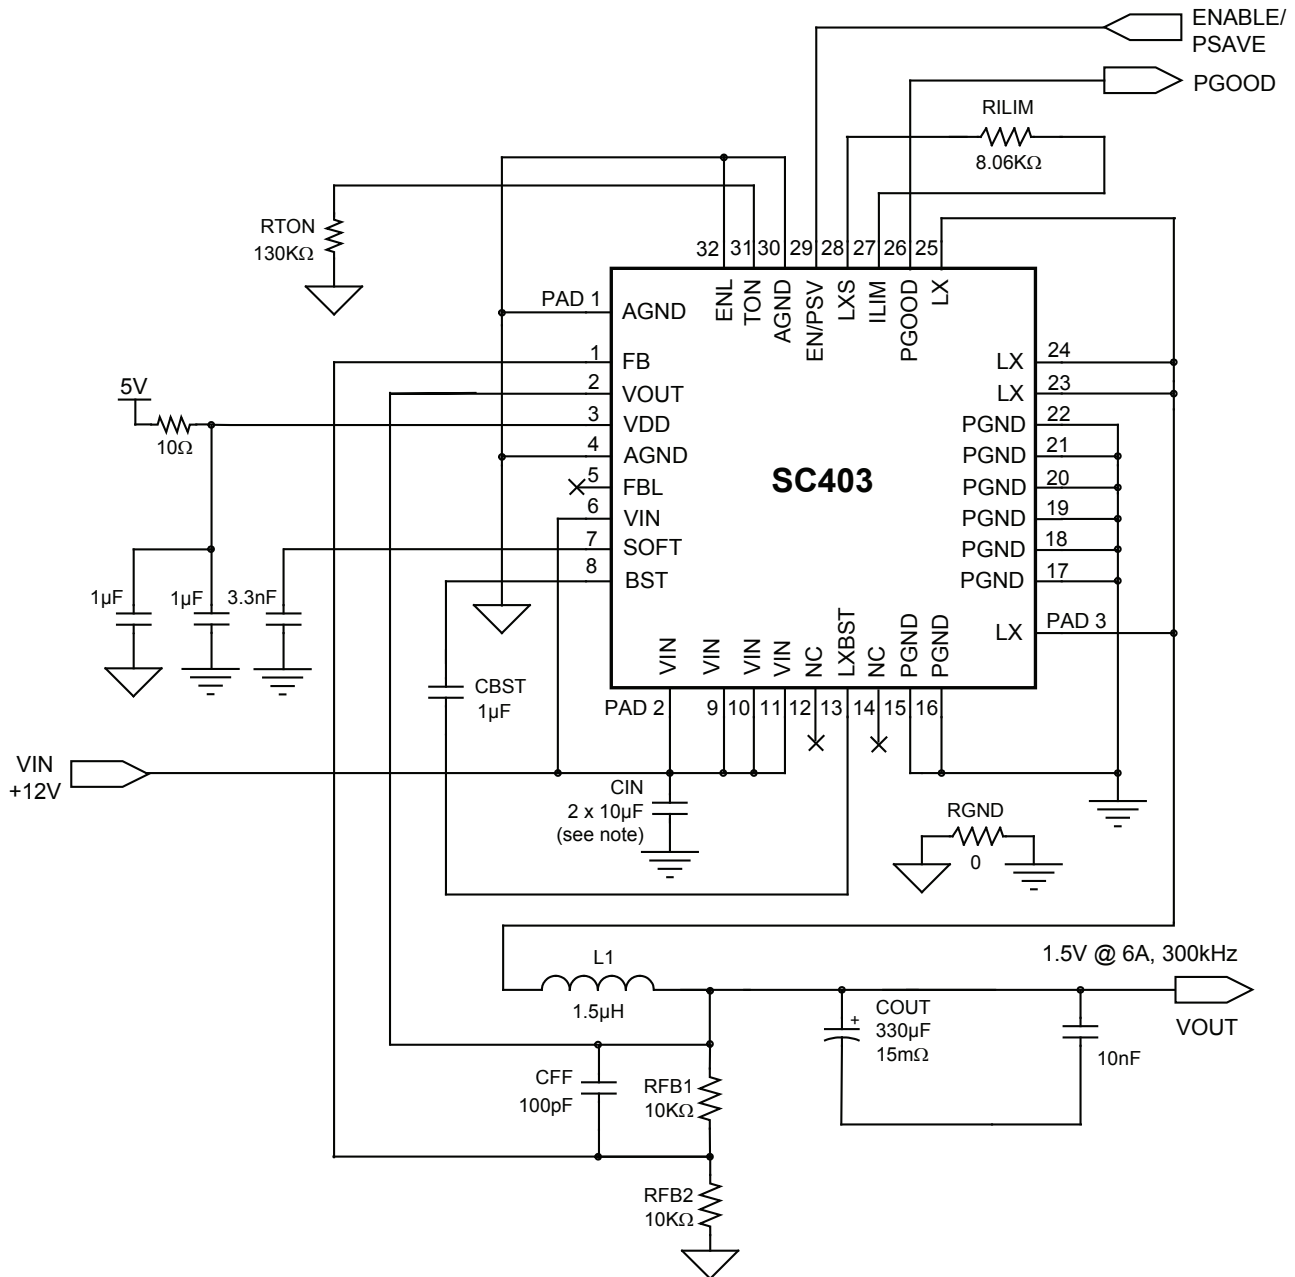 ENABLE/
PSAVE
PGOOD
RILIM
8.06KΩ
RTON
130KΩ
32 31 30 29 28 27 26 25
ENL TON AGND EN/PSV LXS ILIM PGOOD LX
PAD 1 AGND
1 FB
2 VOUT
3 VDD
4 AGND
5 FBL
6 VIN
7 SOFT
8 BST
5V
10Ω
1µF
1µF
3.3nF
SC403
LX 24
LX 23
PGND 22
PGND 21
PGND 20
PGND 19
PGND 18
PGND 17
LX PAD 3
VIN VIN VIN VIN NC LXBST NC PGND PGND
PAD 2 9 10 11 12 13 14 15 16
CBST
1µF
VIN
+12V
CIN
2 x 10µF
(see note)
RGND
0
L1
1.5µH
1.5V @ 6A, 300kHz
VOUT
COUT
+
330µF
15mΩ
10nF
CFF
100pF
RFB1
10KΩ
RFB2
10KΩ